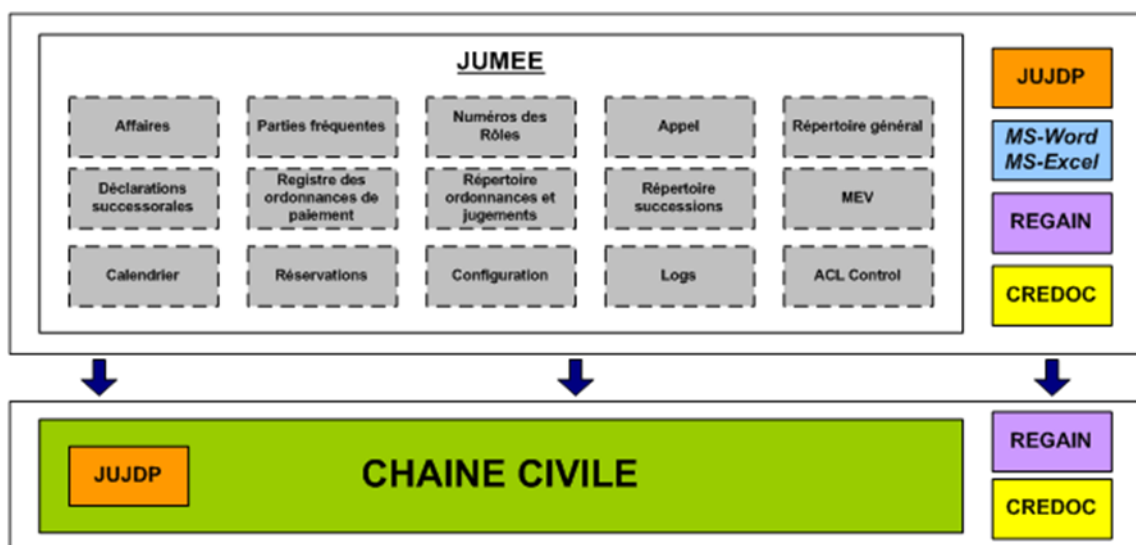 JUMEE
Affaires
Parties fréquentes
Numéros des
Rôles
Appel
Répertoire général
Déclarations
successorales
Registre des
ordonnances de
paiement
Répertoire
ordonnances et
jugements
Répertoire
successions
MEV
Calendrier
Réservations
Configuration
Logs
ACL Control
JUJDP
MS-Word
MS-Excel
REGAIN
CREDOC
JUJDP
CHAINE CIVILE
REGAIN
CREDOC